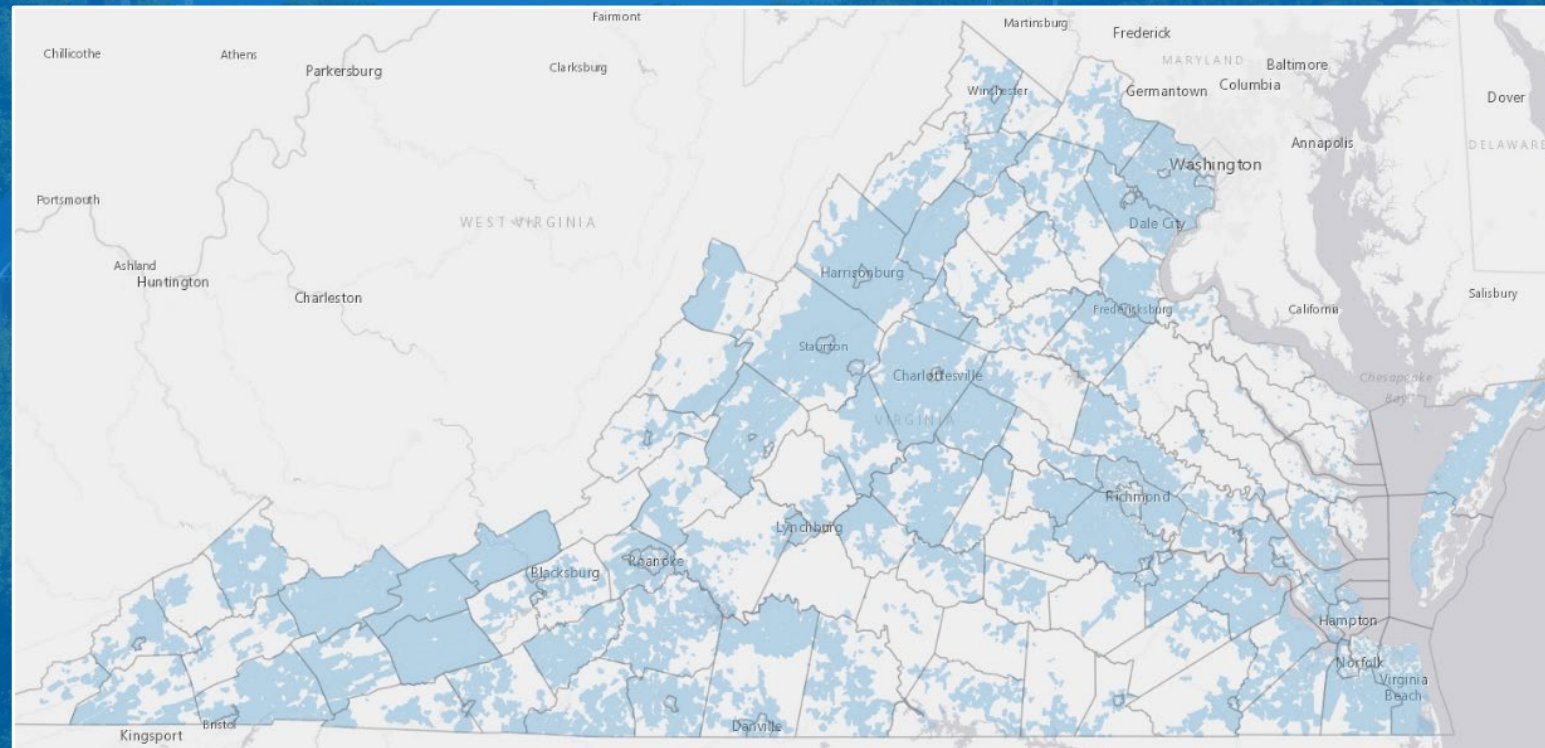 Fairmont
Martinsburg
Frederick
Chillicothe
Athens
Parkersburg
Clarksburg
MARYLAND
Baltimore
Winchester
Germantown
Columbia
Dover
Annapolis
DELAWARE
Washington
Portsmouth
WEST VIRGINIA
Dale City
Ashland
Huntington
Harrisonburg
Charleston
Salisbury
Fredericksburg
California
Staunton
Charlottesville
Chesapeake
Bay
VIRGINIA
Richmond
Lynchburg
Roanoke
Blacksburg
Hampton
Norfolk
Virginia
Beach
Bristol
Danville
Kingsport